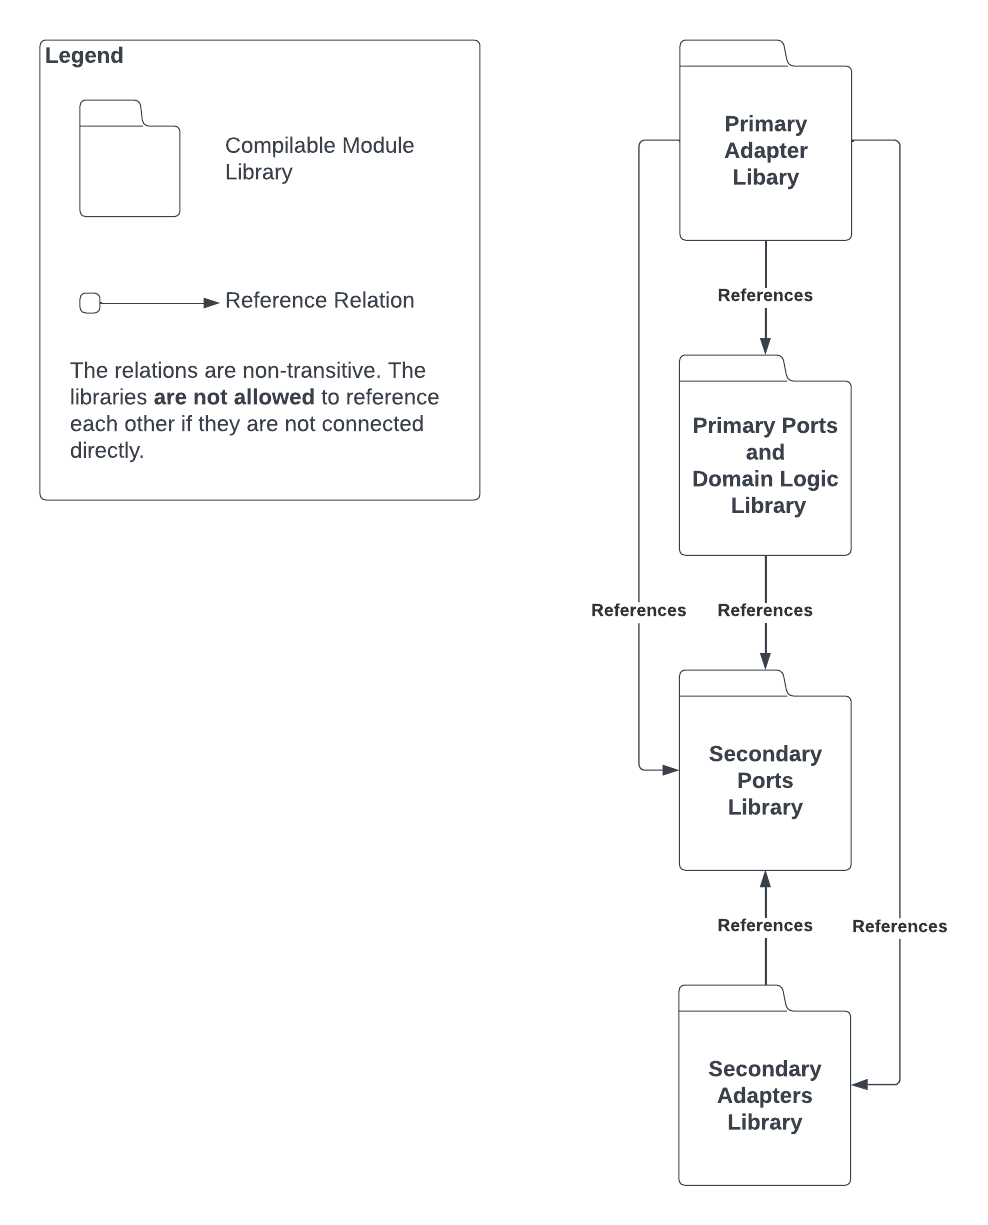 Legend
Compilable Module
Library
Reference Relation
The relations are non-transitive. The
libraries are not allowed to reference
each other if they are not connected
directly.
Primary
Adapter
Libary
References
Primary Ports
and
Domain Logic
Library
References
References
Secondary
Ports
Library
References
References
Secondary
Adapters
Library